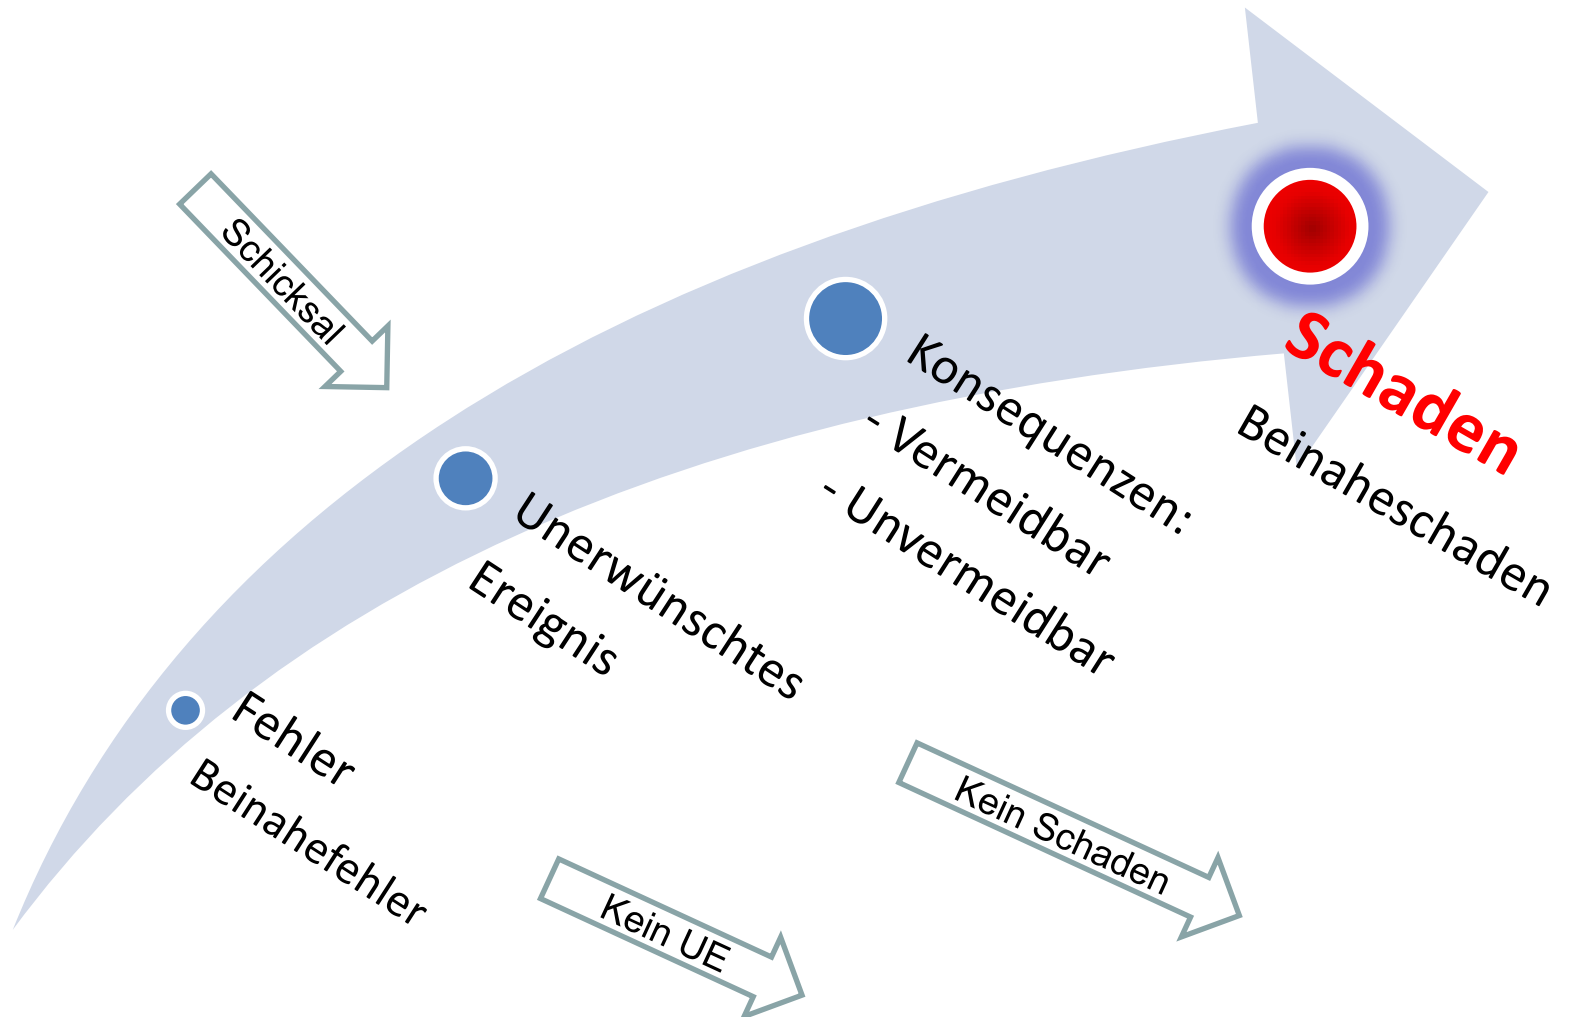 Schicksal
Fehler
Beinahefehler
Unerwünschtes
Ereignis
Konsequenzen:
- Vermeidbar
- Unvermeidbar
Schaden
Beinaheschaden
Kein UE
Kein Schaden